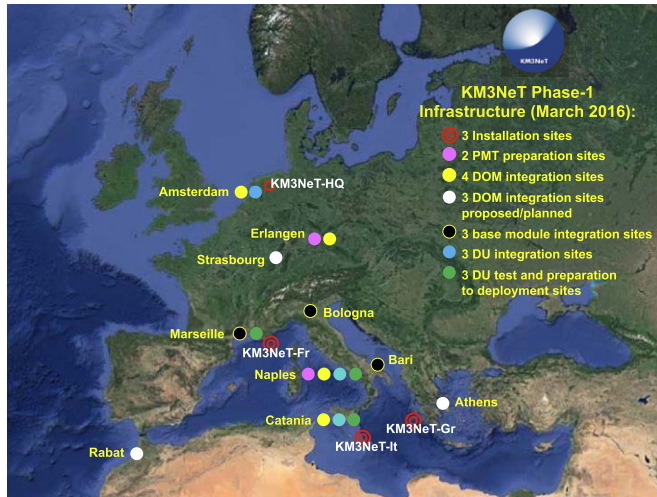 KM3NeT
KM3NeT Phase-1
Infrastructure (March 2016):
3 Installation sites
2 PMT preparation sites
4 DOM integration sites
3 DOM integration sites
proposed/planned
3 base module integration sites
3 DU integration sites
3 DU test and preparation
to deployment sites
KM3NeT-HQ
Amsterdam
Erlangen
Strasbourg
Bologna
Marseille
KM3NeT-Fr
Bari
Naples
Athens
Catania
KM3NeT-Gr
KM3NeT-It
Rabat